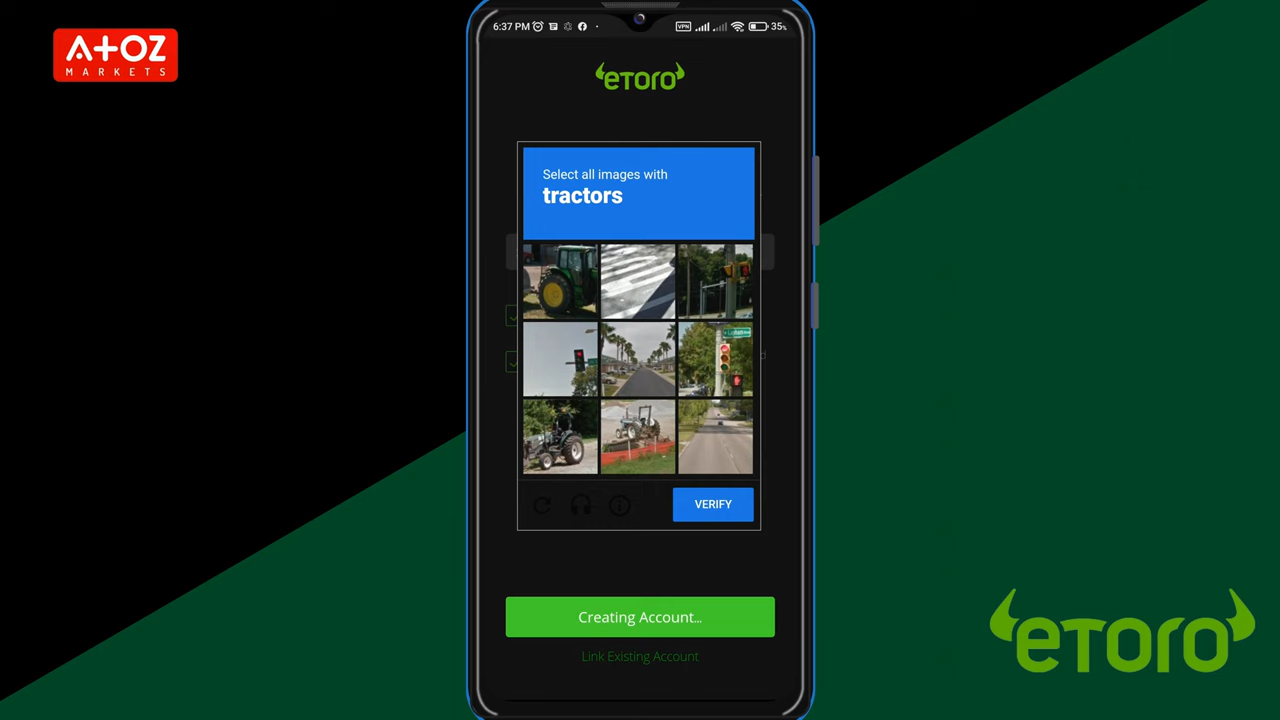 A+OZ
MARKETS
6:37 PM
VPN
35%
eTORO
Select all images with
tractors
VERIFY
Creating Account...
Link Existing Account
eTORO